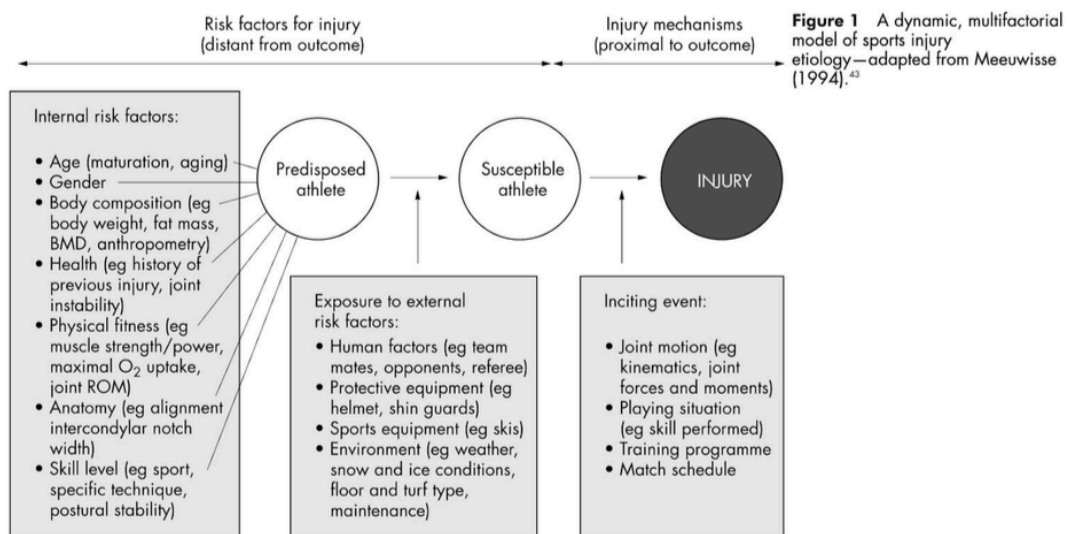 Risk factors for injury
(distant from outcome)
Injury mechanisms
(proximal to outcome)
Figure 1 A dynamic, multifactorial
model of sports injury
etiology—adapted from Meeuwisse
(1994).43
Internal risk factors:
• Age (maturation, aging)
• Gender
• Body composition (eg
body weight, fat mass,
BMD, anthropometry)
• Health (eg history of
previous injury, joint
instability)
• Physical fitness (eg
muscle strength/power,
maximal O2 uptake,
joint ROM)
• Anatomy (eg alignment
intercondylar notch
width)
• Skill level (eg sport,
specific technique,
postural stability)
Predisposed
athlete
Susceptible
athlete
INJURY
Exposure to external
risk factors:
• Human factors (eg team
mates, opponents, referee)
• Protective equipment (eg
helmet, shin guards)
• Sports equipment (eg skis)
• Environment (eg weather,
snow and ice conditions,
floor and turf type,
maintenance)
Inciting event:
• Joint motion (eg
kinematics, joint
forces and moments)
• Playing situation
(eg skill performed)
• Training programme
• Match schedule